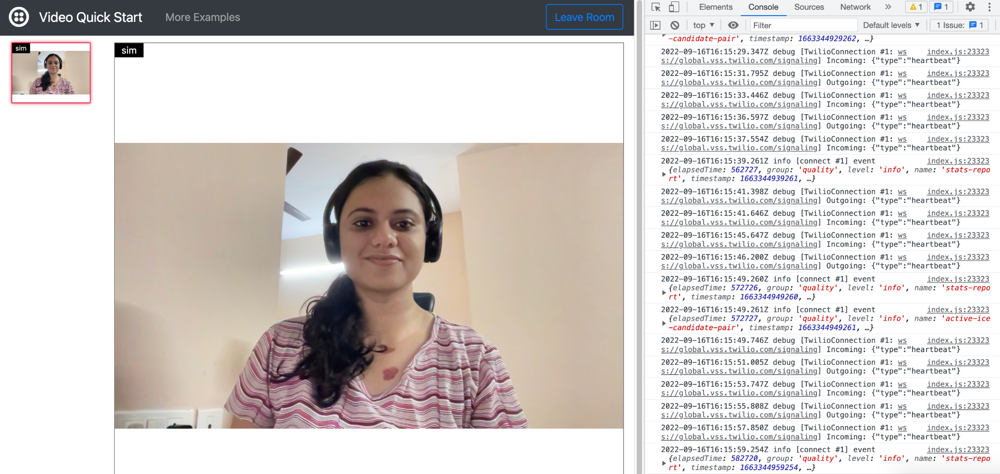 Video Quick Start More Examples Leave Room
sim
sim
Elements Console Sources Network » 1 1
top ▼ Filter Default levels ▼ 1 Issue: 1
-candidate-pair', timestamp: 1663344929262, …}
2022-09-16T16:15:29.347Z debug [TwilioConnection #1: ws index.js:23323
s://global.vss.twilio.com/signaling] Incoming: {"type":"heartbeat"}
2022-09-16T16:15:31.795Z debug [TwilioConnection #1: ws index.js:23323
s://global.vss.twilio.com/signaling] Outgoing: {"type":"heartbeat"}
2022-09-16T16:15:33.446Z debug [TwilioConnection #1: ws index.js:23323
s://global.vss.twilio.com/signaling] Incoming: {"type":"heartbeat"}
2022-09-16T16:15:36.597Z debug [TwilioConnection #1: ws index.js:23323
s://global.vss.twilio.com/signaling] Outgoing: {"type":"heartbeat"}
2022-09-16T16:15:37.554Z debug [TwilioConnection #1: ws index.js:23323
s://global.vss.twilio.com/signaling] Incoming: {"type":"heartbeat"}
2022-09-16T16:15:39.261Z info [connect #1] event index.js:23323
{elapsedTime: 562727, group: 'quality', level: 'info', name: 'stats-repo
rt', timestamp: 1663344939261, …}
2022-09-16T16:15:41.398Z debug [TwilioConnection #1: ws index.js:23323
s://global.vss.twilio.com/signaling] Outgoing: {"type":"heartbeat"}
2022-09-16T16:15:41.646Z debug [TwilioConnection #1: ws index.js:23323
s://global.vss.twilio.com/signaling] Incoming: {"type":"heartbeat"}
2022-09-16T16:15:45.647Z debug [TwilioConnection #1: ws index.js:23323
s://global.vss.twilio.com/signaling] Incoming: {"type":"heartbeat"}
2022-09-16T16:15:46.200Z debug [TwilioConnection #1: ws index.js:23323
s://global.vss.twilio.com/signaling] Outgoing: {"type":"heartbeat"}
2022-09-16T16:15:49.260Z info [connect #1] event index.js:23323
{elapsedTime: 572726, group: 'quality', level: 'info', name: 'stats-repo
rt', timestamp: 1663344949260, …}
2022-09-16T16:15:49.261Z info [connect #1] event index.js:23323
{elapsedTime: 572727, group: 'quality', level: 'info', name: 'active-ice
-candidate-pair', timestamp: 1663344949261, …}
2022-09-16T16:15:49.746Z debug [TwilioConnection #1: ws index.js:23323
s://global.vss.twilio.com/signaling] Incoming: {"type":"heartbeat"}
2022-09-16T16:15:51.005Z debug [TwilioConnection #1: ws index.js:23323
s://global.vss.twilio.com/signaling] Outgoing: {"type":"heartbeat"}
2022-09-16T16:15:53.747Z debug [TwilioConnection #1: ws index.js:23323
s://global.vss.twilio.com/signaling] Incoming: {"type":"heartbeat"}
2022-09-16T16:15:55.808Z debug [TwilioConnection #1: ws index.js:23323
s://global.vss.twilio.com/signaling] Outgoing: {"type":"heartbeat"}
2022-09-16T16:15:57.850Z debug [TwilioConnection #1: ws index.js:23323
s://global.vss.twilio.com/signaling] Incoming: {"type":"heartbeat"}
2022-09-16T16:15:59.254Z info [connect #1] event index.js:23323
{elapsedTime: 582720, group: 'quality', level: 'info', name: 'stats-repo
rt', timestamp: 1663344959254, …}